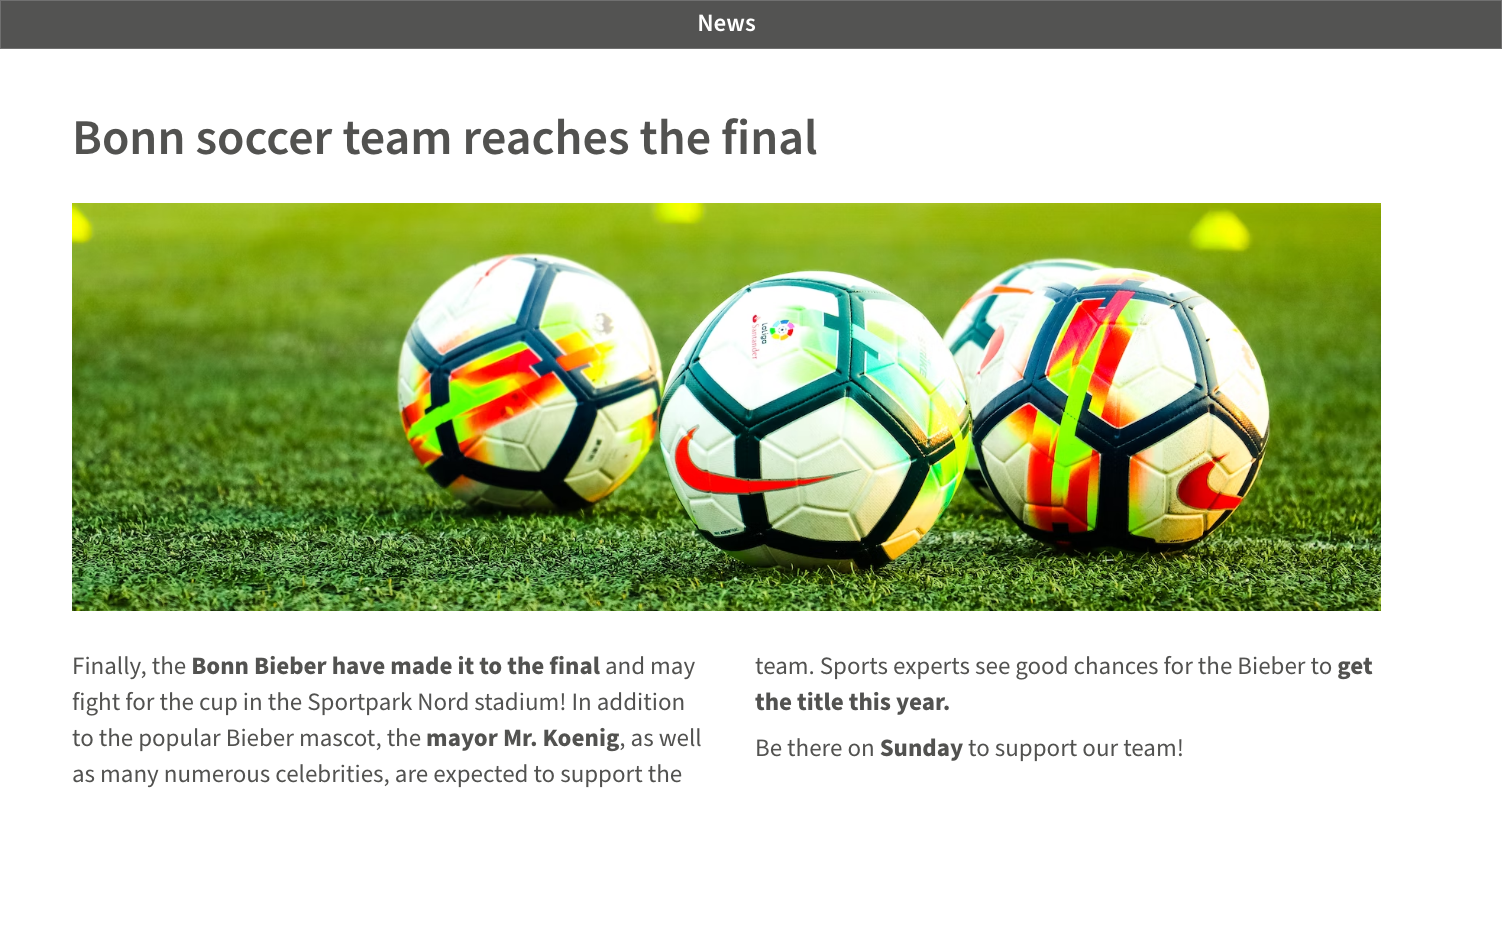 News
Bonn soccer team reaches the final
LaLiga
Santander
Finally, the Bonn Bieber have made it to the final and may
fight for the cup in the Sportpark Nord stadium! In addition
to the popular Bieber mascot, the mayor Mr. Koenig, as well
as many numerous celebrities, are expected to support the
team. Sports experts see good chances for the Bieber to get
the title this year.
Be there on Sunday to support our team!